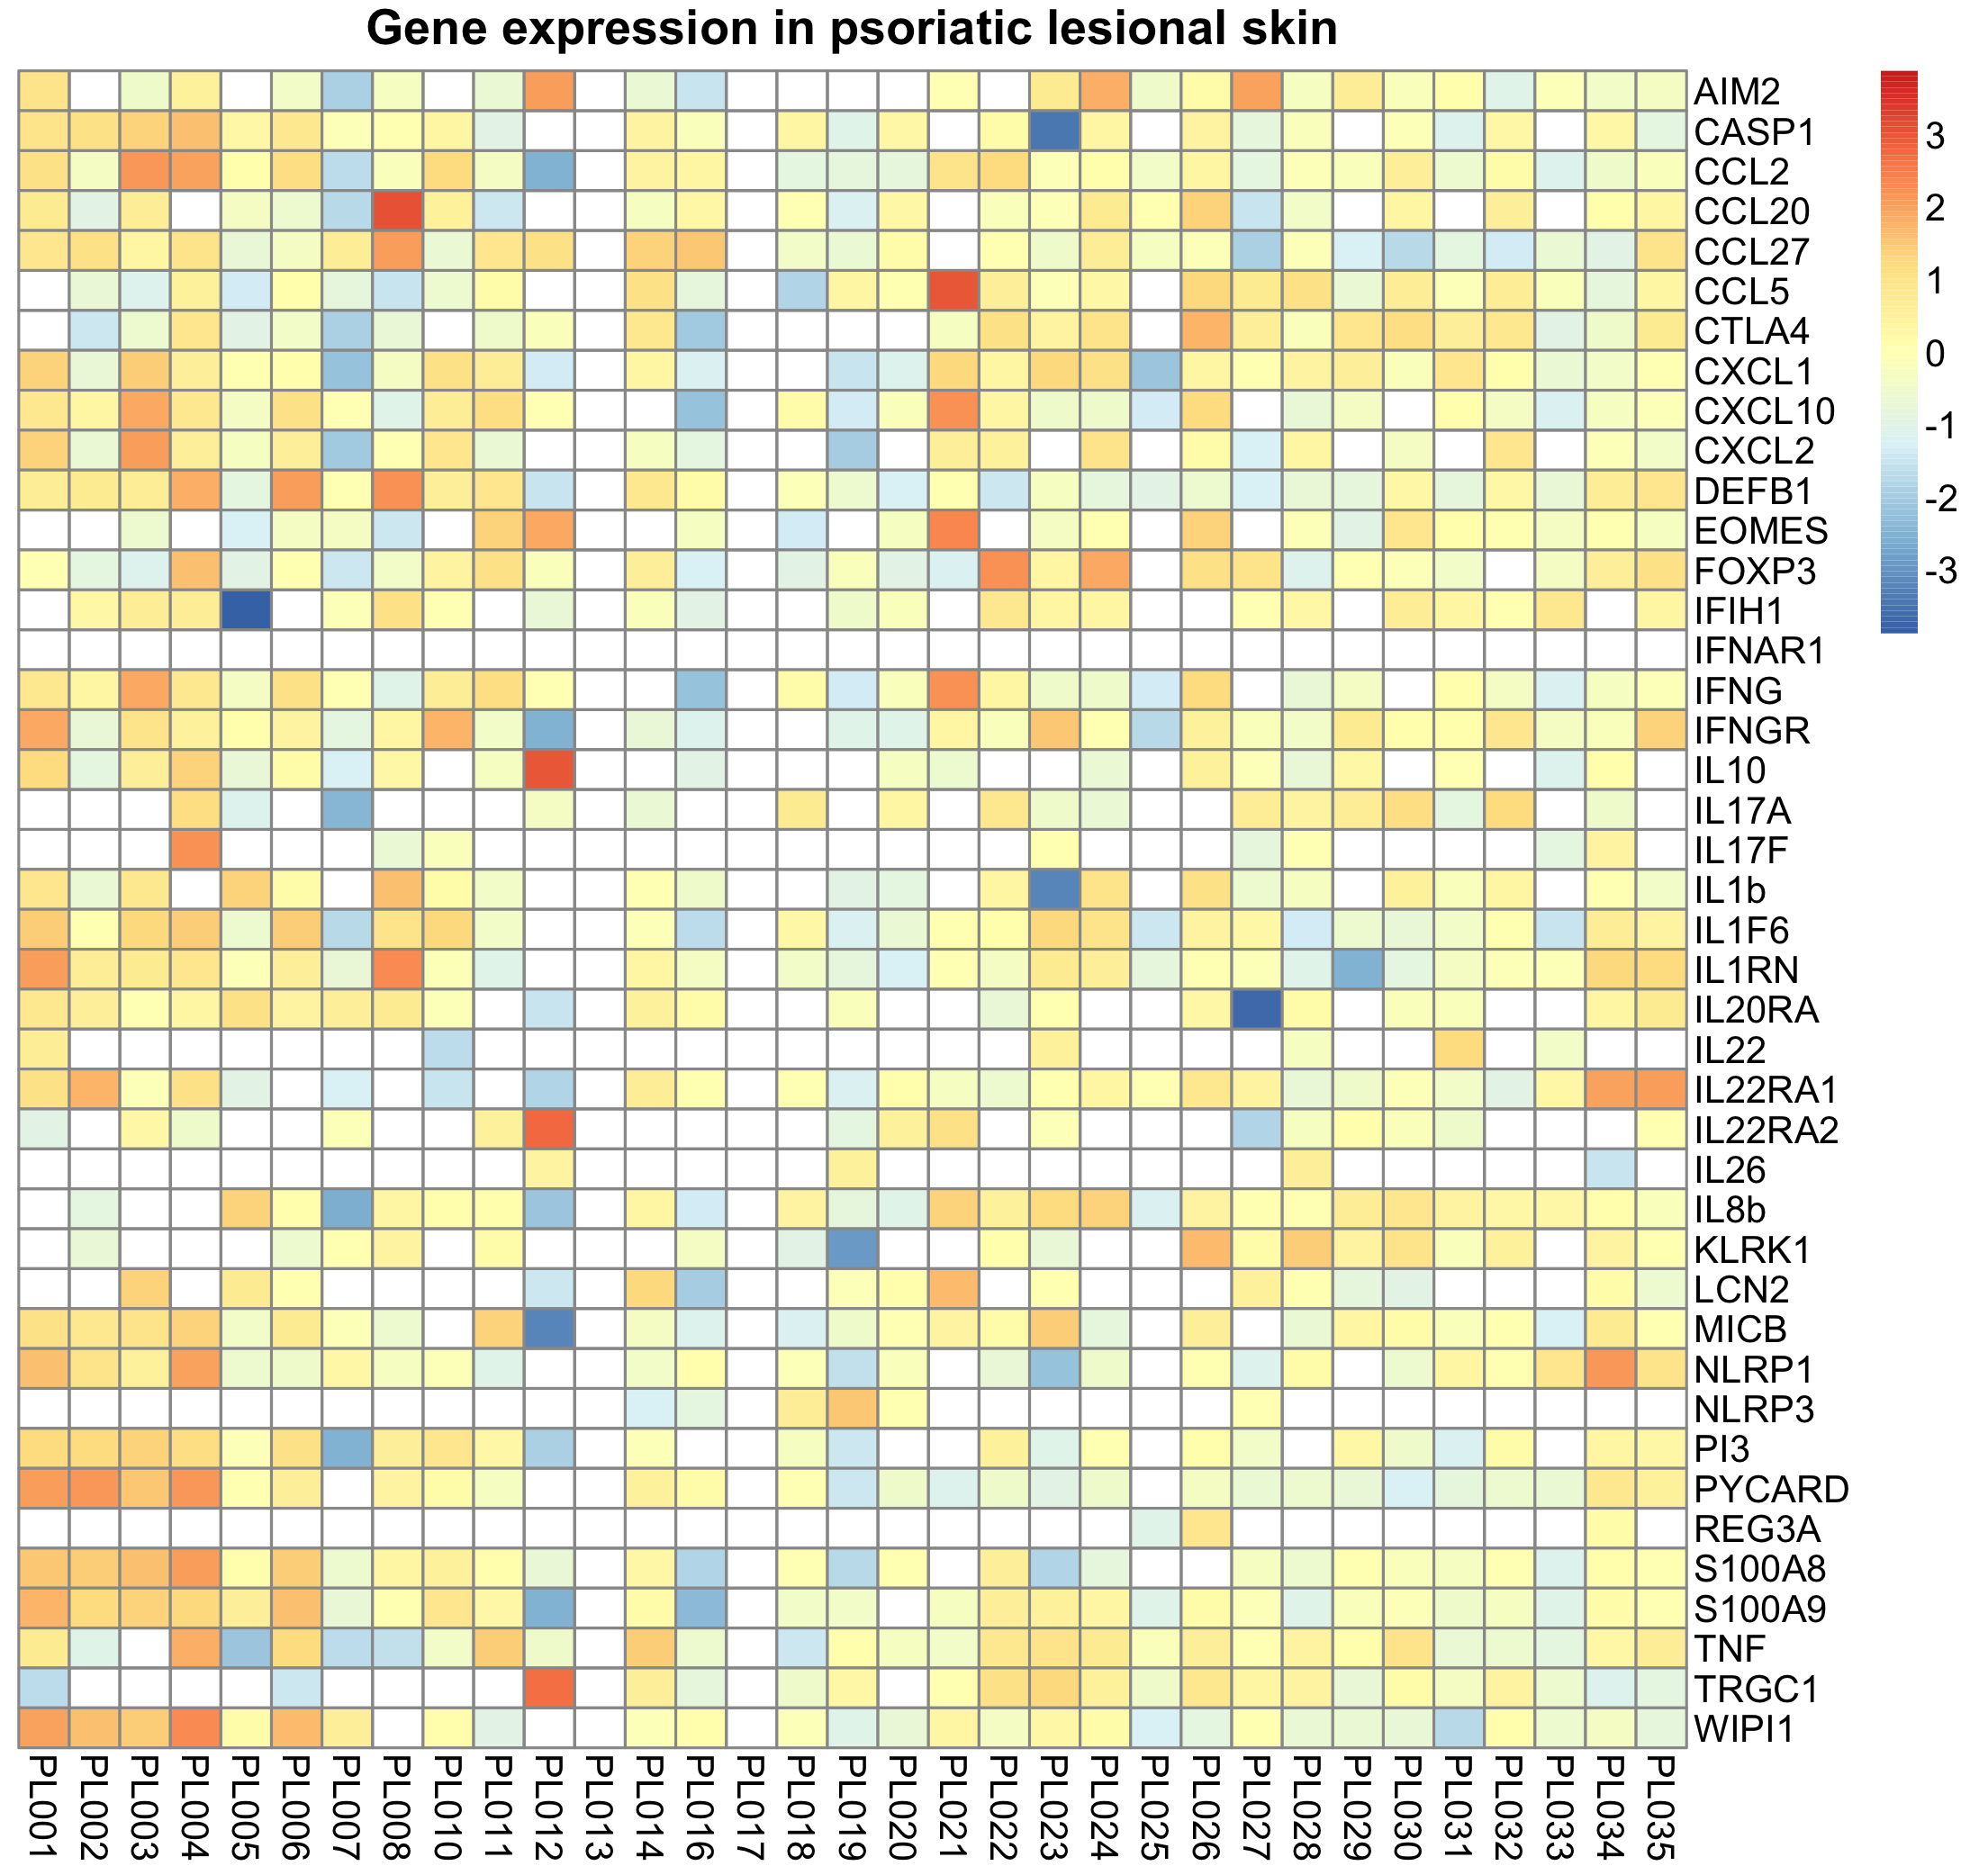 Gene expression in psoriatic lesional skin
AIM2
CASP1
CCL2
CCL20
CCL27
CCL5
CTLA4
CXCL1
CXCL10
CXCL2
DEFB1
EOMES
FOXP3
IFIH1
IFNAR1
IFNG
IFNGR
IL10
IL17A
IL17F
IL1b
IL1F6
IL1RN
IL20RA
IL22
IL22RA1
IL22RA2
IL26
IL8b
KLRK1
LCN2
MICB
NLRP1
NLRP3
PI3
PYCARD
REG3A
S100A8
S100A9
TNF
TRGC1
WIPI1
3
2
1
0
-1
-2
-3
PL001
PL002
PL003
PL004
PL005
PL006
PL007
PL008
PL010
PL011
PL012
PL013
PL014
PL016
PL017
PL018
PL019
PL020
PL021
PL022
PL023
PL024
PL025
PL026
PL027
PL028
PL029
PL030
PL031
PL032
PL033
PL034
PL035